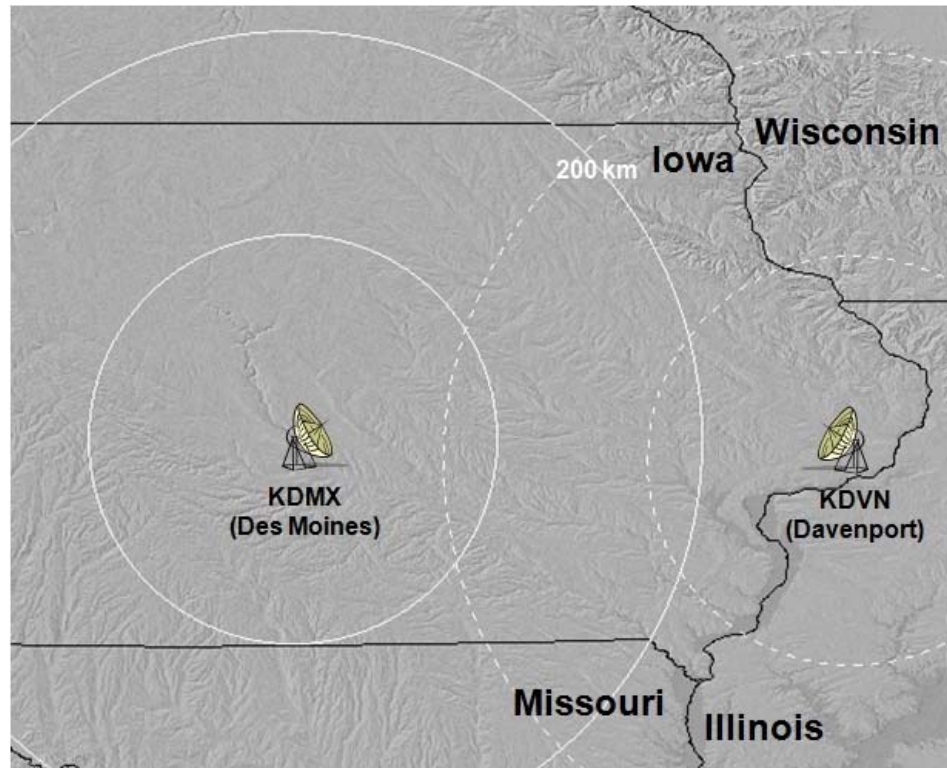 Wisconsin
Iowa
200 km
KDMX
(Des Moines)
KDVN
(Davenport)
Missouri
Illinois